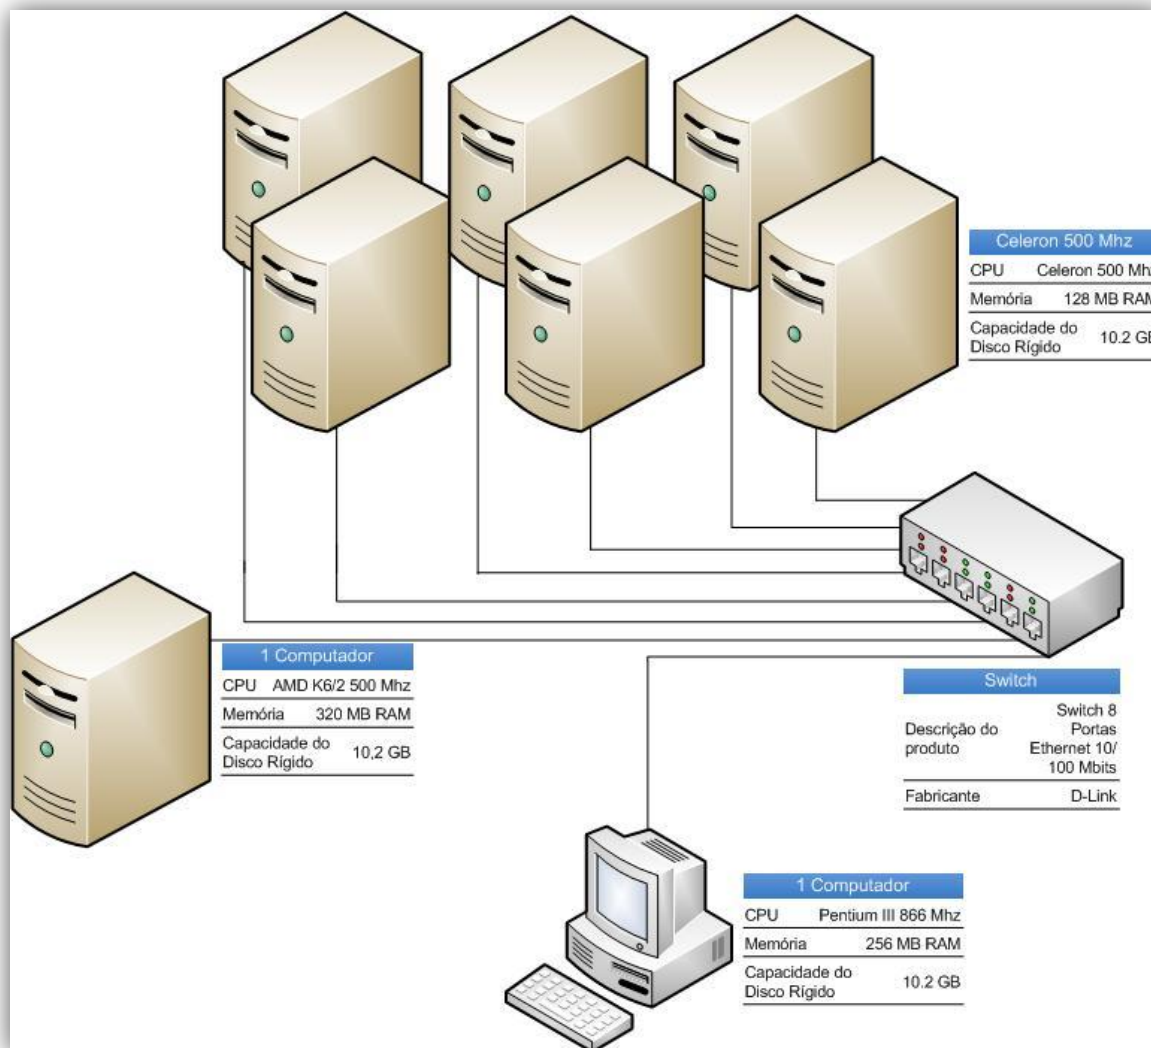 Celeron 500 Mhz
CPU Celeron 500 Mhz
Memória 128 MB RAM
Capacidade do
Disco Rígido 10.2 GB
1 Computador
CPU AMD K6/2 500 Mhz
Memória 320 MB RAM
Capacidade do
Disco Rígido 10,2 GB
Switch
Descrição do
produto
Switch 8
Portas
Ethernet 10/
100 Mbits
Fabricante D-Link
1 Computador
CPU Pentium III 866 Mhz
Memória 256 MB RAM
Capacidade do
Disco Rígido 10.2 GB